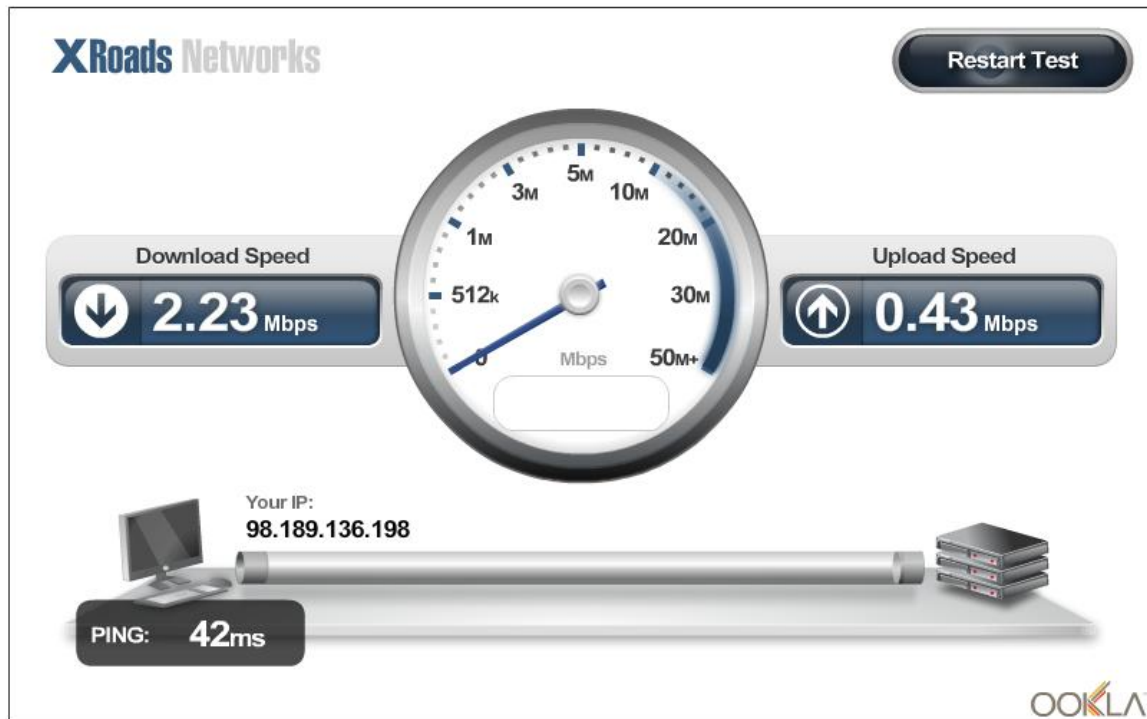 XRoads Networks
Restart Test
5M
3M
10M
1M
20M
512k
30M
0
Mbps
50M+
Download Speed
2.23 Mbps
Upload Speed
0.43 Mbps
Your IP:
98.189.136.198
PING: 42ms
OOKLA